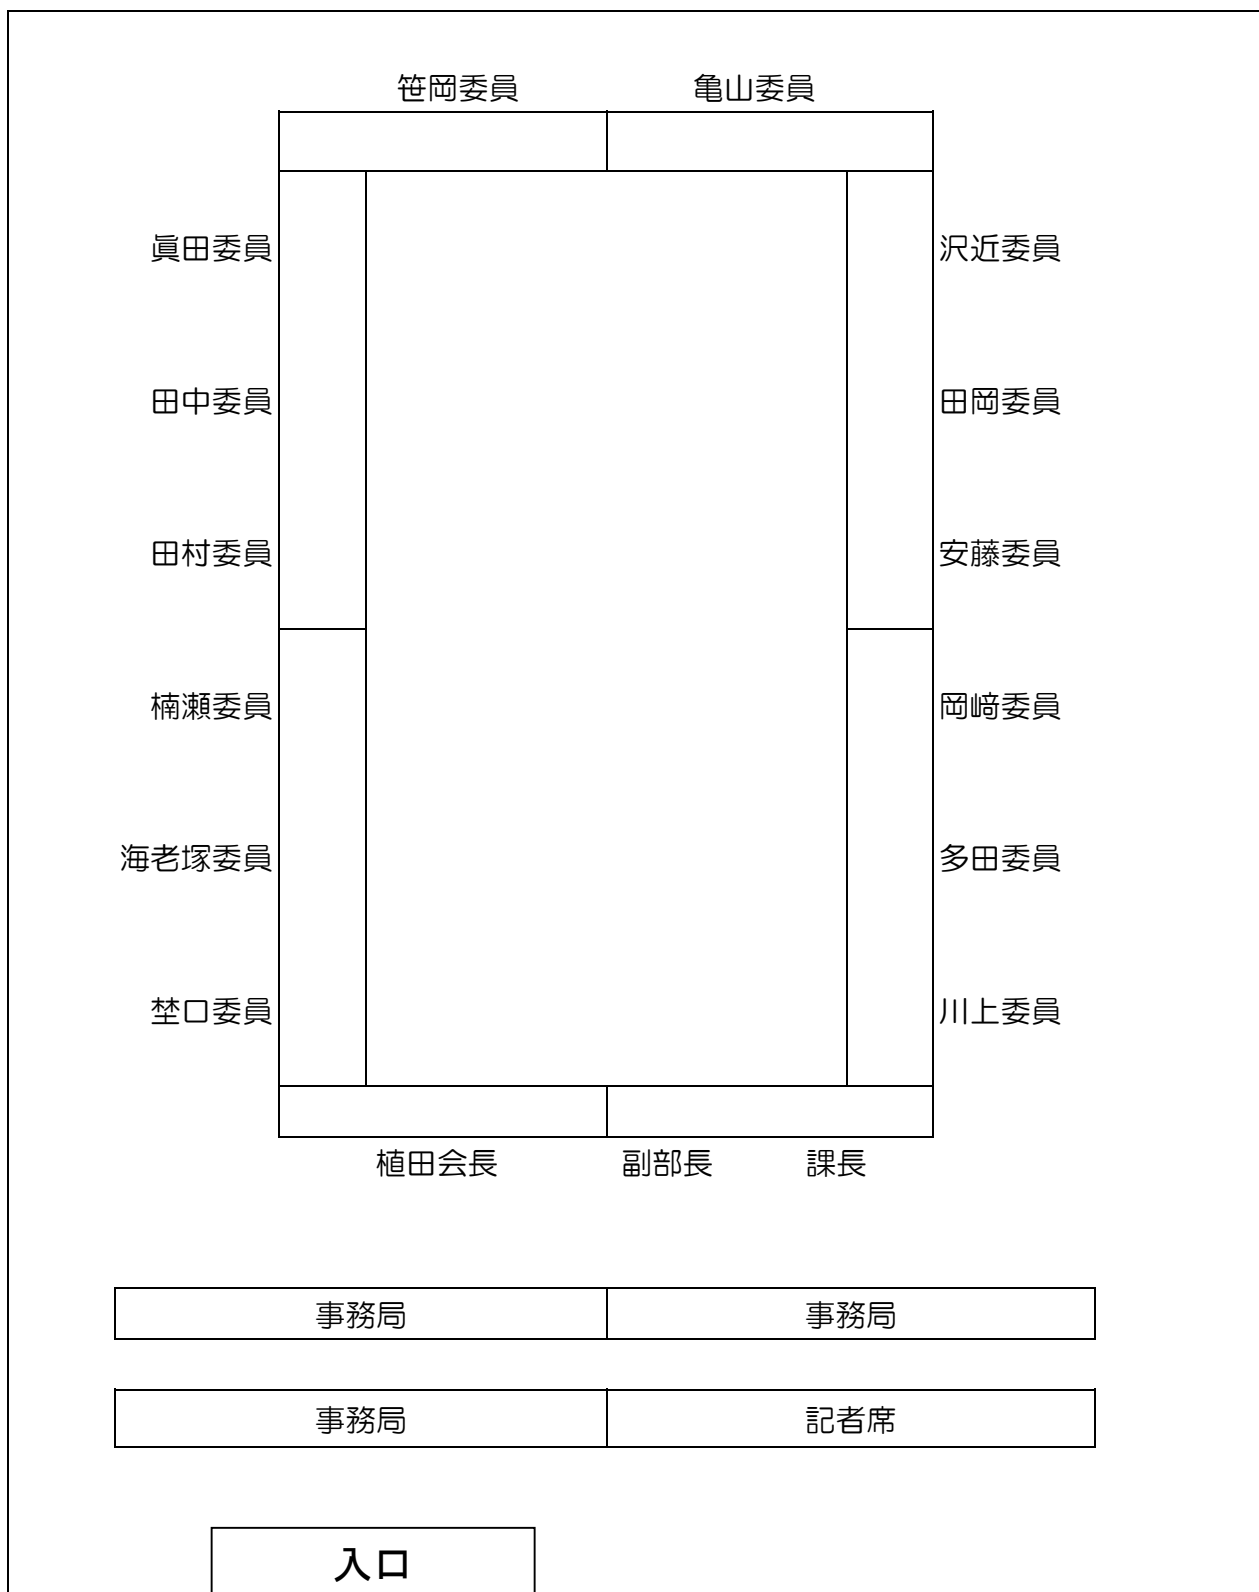 笹岡委員 亀山委員
眞田委員 沢近委員
田中委員 田岡委員
田村委員 安藤委員
楠瀬委員 岡﨑委員
海老塚委員 多田委員
埜口委員 川上委員
植田会長 副部長 課長
事務局 事務局
事務局 記者席
入口